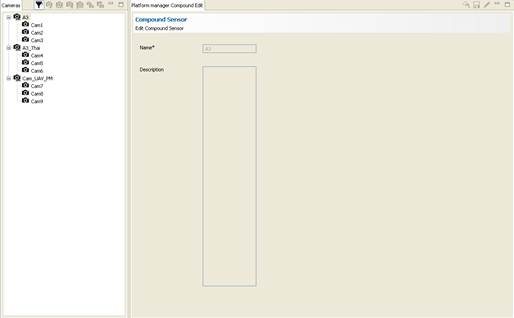 Cameras
A3
Cam1
Cam2
Cam3
A3_Thai
Cam4
Cam5
Cam6
Cam_UAV_PM
Cam7
Cam8
Cam9
Platform manager Compound Edit
Compound Sensor
Edit Compound Sensor
Name*
A3
Description